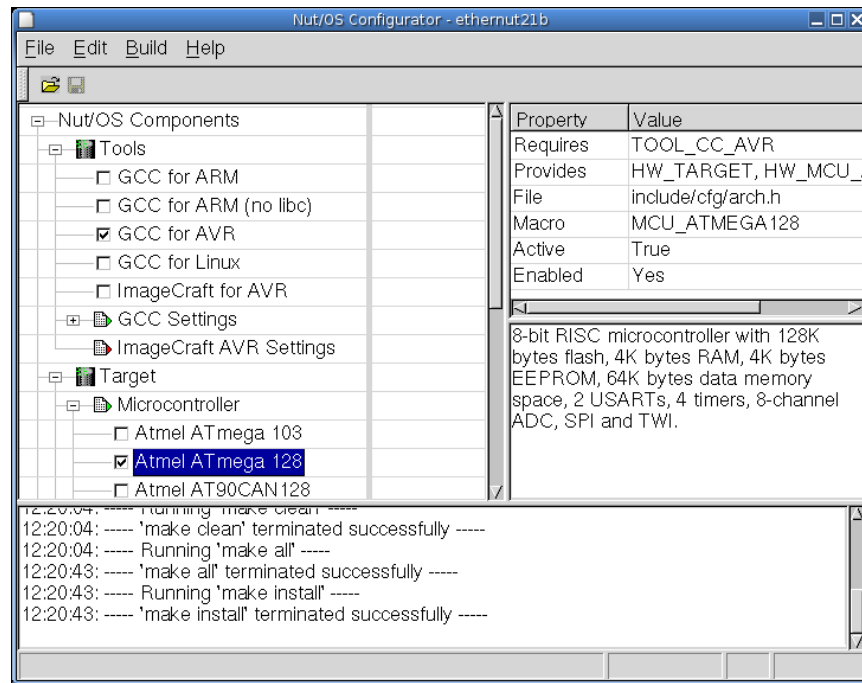 Nut/OS Configurator - ethernut21b
File Edit Build Help
Nut/OS Components
Tools
GCC for ARM
GCC for ARM (no libc)
GCC for AVR
GCC for Linux
ImageCraft for AVR
GCC Settings
ImageCraft AVR Settings
Target
Microcontroller
Atmel ATmega 103
Atmel ATmega 128
Atmel AT90CAN128
Property Value
Requires TOOL_CC_AVR
Provides HW_TARGET, HW_MCU_
File include/cfg/arch.h
Macro MCU_ATMEGA128
Active True
Enabled Yes
8-bit RISC microcontroller with 128K
bytes flash, 4K bytes RAM, 4K bytes
EEPROM, 64K bytes data memory
space, 2 USARTs, 4 timers, 8-channel
ADC, SPI and TWI.
12:20:04: ----- Running 'make clean' -----
12:20:04: ----- 'make clean' terminated successfully -----
12:20:04: ----- Running 'make all' -----
12:20:43: ----- 'make all' terminated successfully -----
12:20:43: ----- Running 'make install' -----
12:20:43: ----- 'make install' terminated successfully -----